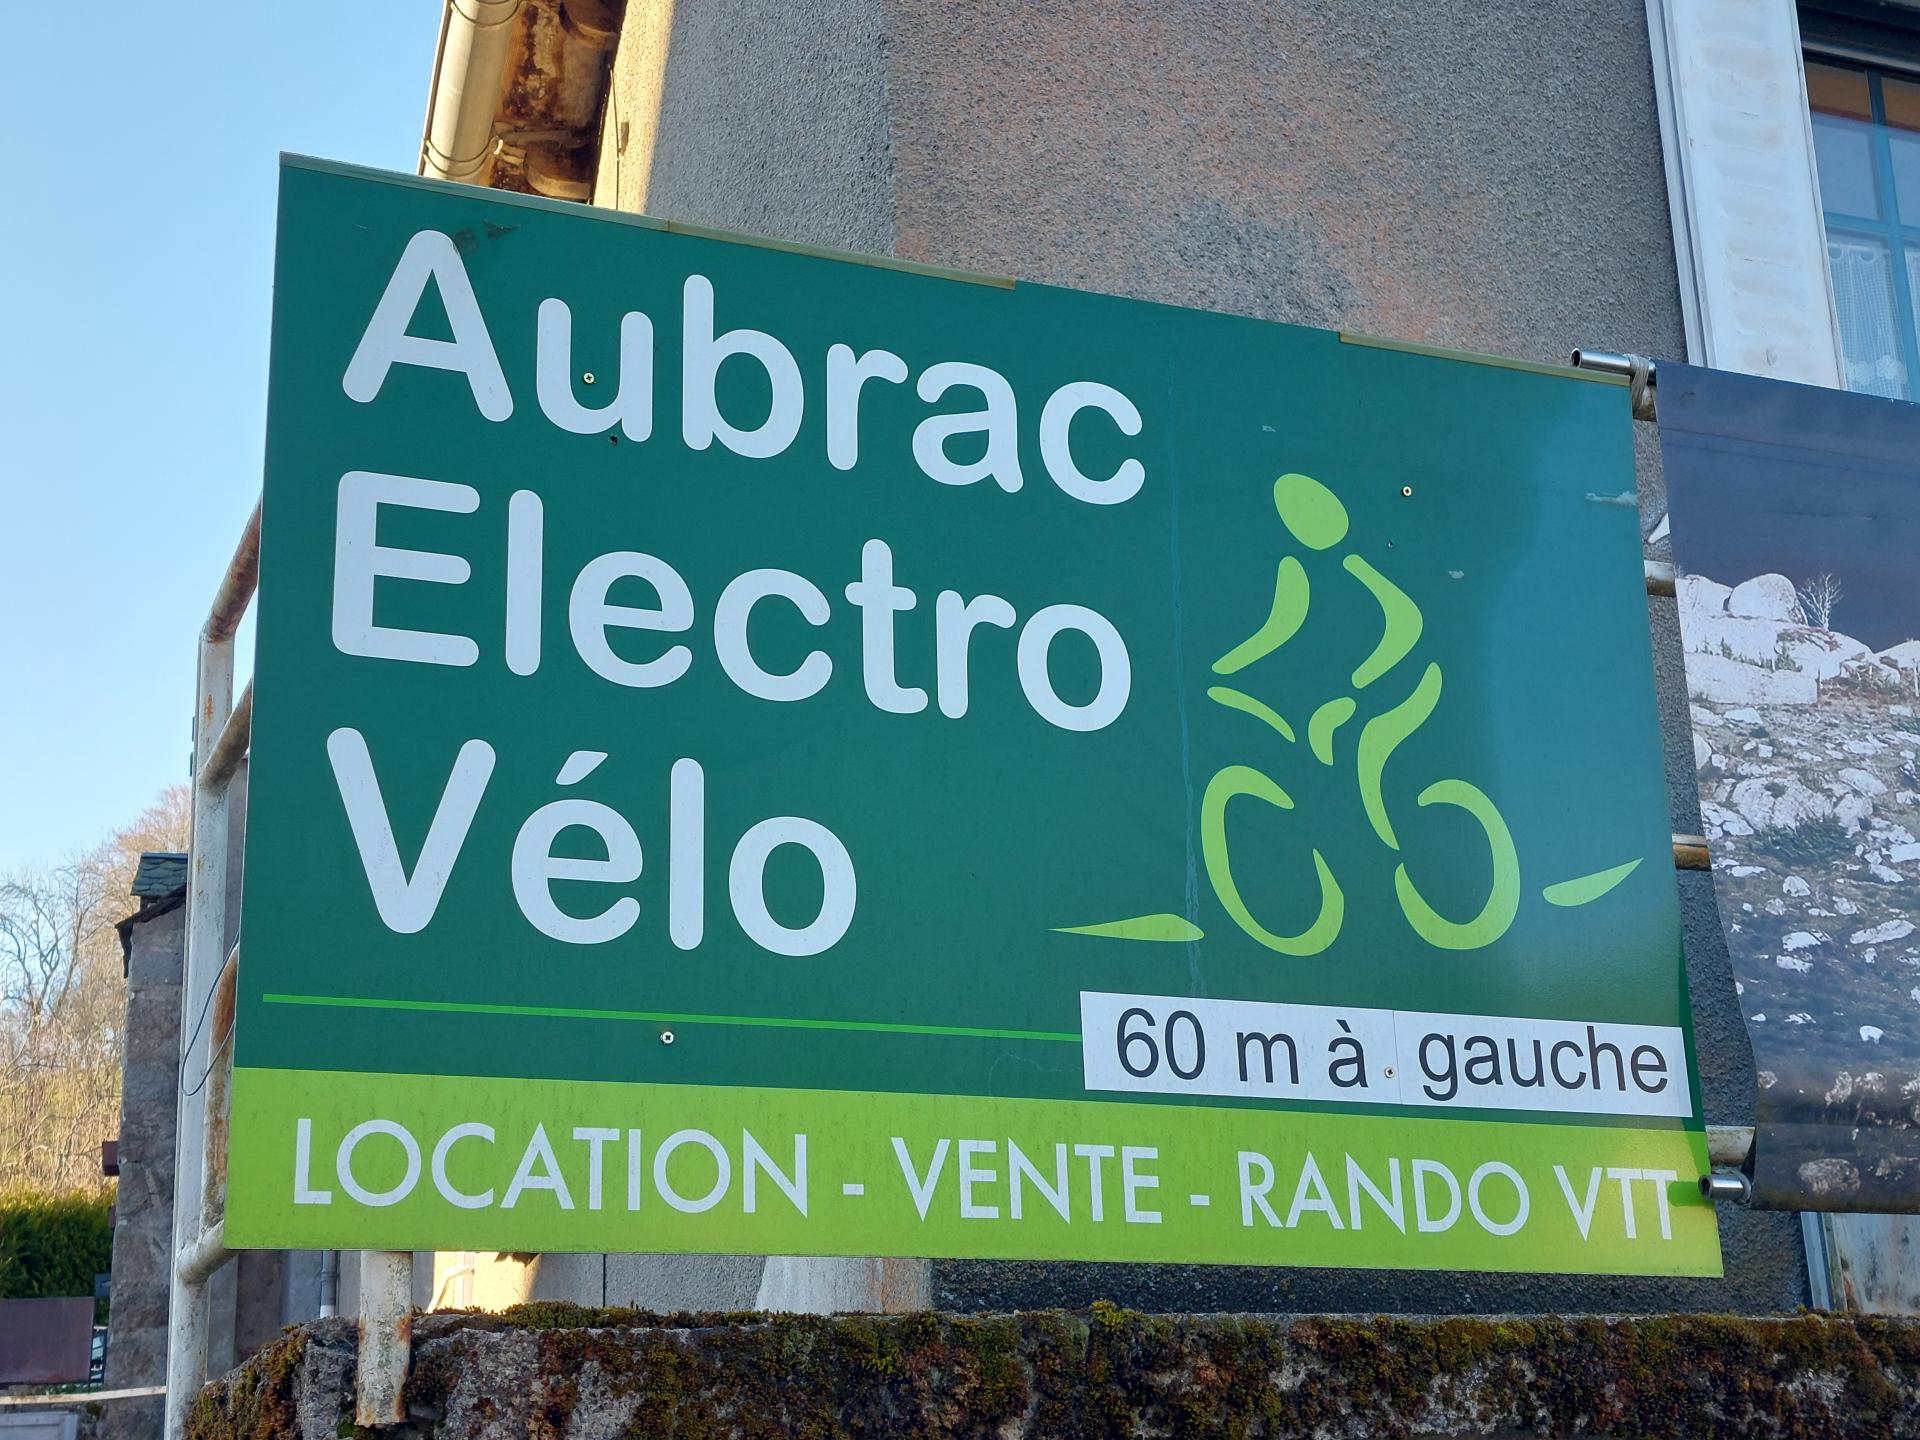 Aubrac
Electro
Vélo
60 m à gauche
LOCATION - VENTE - RANDO VTT